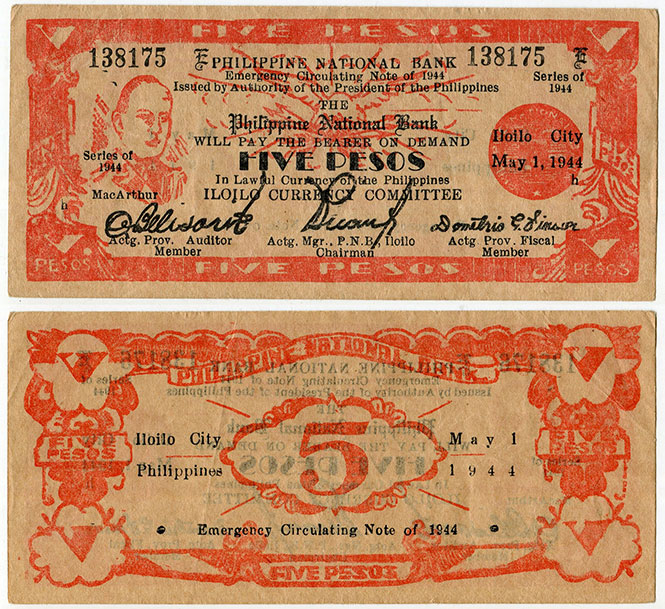 FIVE PESOS
138175 E PHILIPPINE NATIONAL BANK 138175 E
Emergency Circulating Note of 1944
Issued by Authority of the President of the Philippines
Series of
1944
THE
Philippine National Bank
WILL PAY THE BEARER ON DEMAND
FIVE PESOS
In Lawful Currency of the Philippines
ILOILO CURRENCY COMMITTEE
Series of
1944
h
MacArthur
Iloilo City
May 1, 1944
h
Actg. Prov. Auditor
Member
Actg. Mgr., P.N.B. Iloilo
Chairman
Actg. Prov. Fiscal
Member
PESOS FIVE PESOS PESOS
PHILIPPINE NATIONAL BANK
FIVE
PESOS
Iloilo City
Philippines
5
May 1
1944
FIVE
PESOS
Emergency Circulating Note of 1944
FIVE PESOS